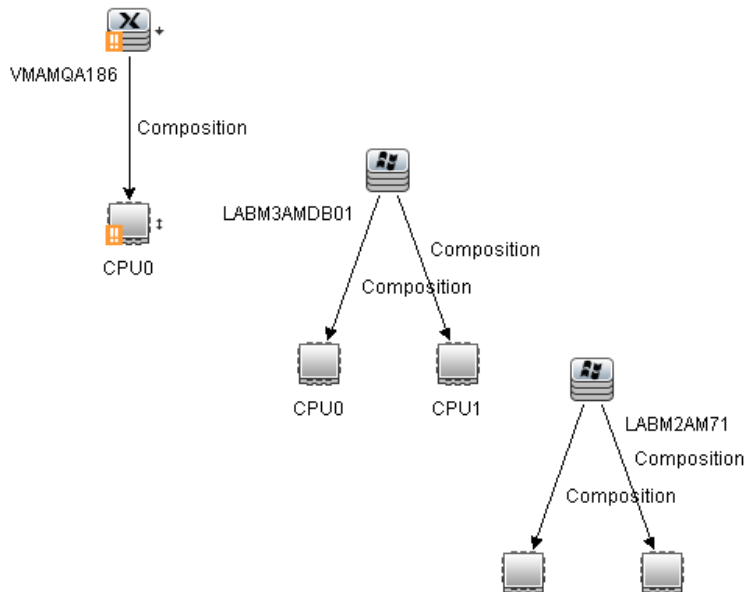 VMAMQA186
Composition
CPU0
LABM3AMDB01
Composition
Composition
CPU0
CPU1
LABM2AM71
Composition
Composition